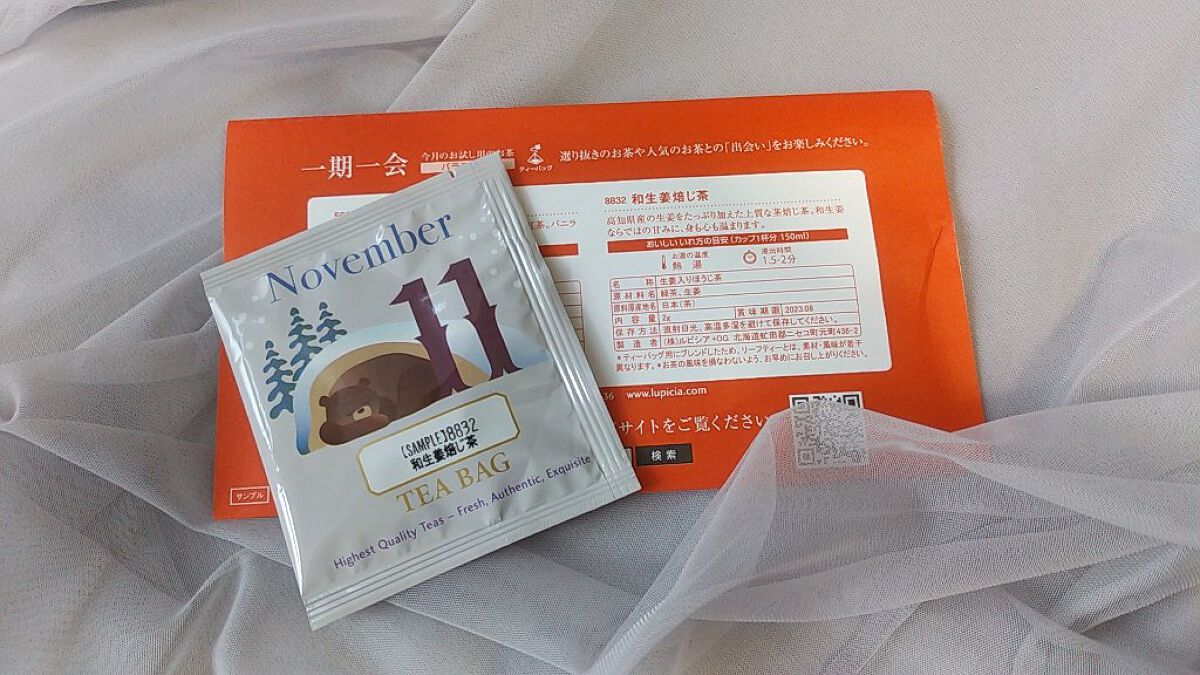 一期一会
今月のお試し用のお茶
ティーバッグ
選り抜きのお茶や人気のお茶との「出会い」をお楽しみください。
茶。バニラ
8832 和生姜焙じ茶
高知県産の生姜をたっぷり加えた上質な茎焙じ茶。和生姜
ならではの甘みに、身も心も温まります。
おいしいいれ方の目安(カップ1杯分 150ml)
お湯の温度
熱湯
浸出時間
1.5-2分
名称 生姜入りほうじ茶
原材料名 緑茶、生姜
原料原産地名 日本(茶)
内容量 2g 賞味期限 2023.08
保存方法 直射日光、高温多湿を避けて保存してください。
製造者 (株)ルピシア +OG 北海道虻田郡ニセコ町元町436-2
*ティーバッグ用にブレンドしたため、リーフティーとは、素材・風味が若干
異なります。*お茶の風味を損なわないよう、お早めにお召し上がりください。
36 www.lupicia.com
サイトをご覧ください
検索
サンプル
November
11
(SAMPLE)8832
和生姜焙じ茶
TEA BAG
Highest Quality Teas – Fresh, Authentic, Exquisite